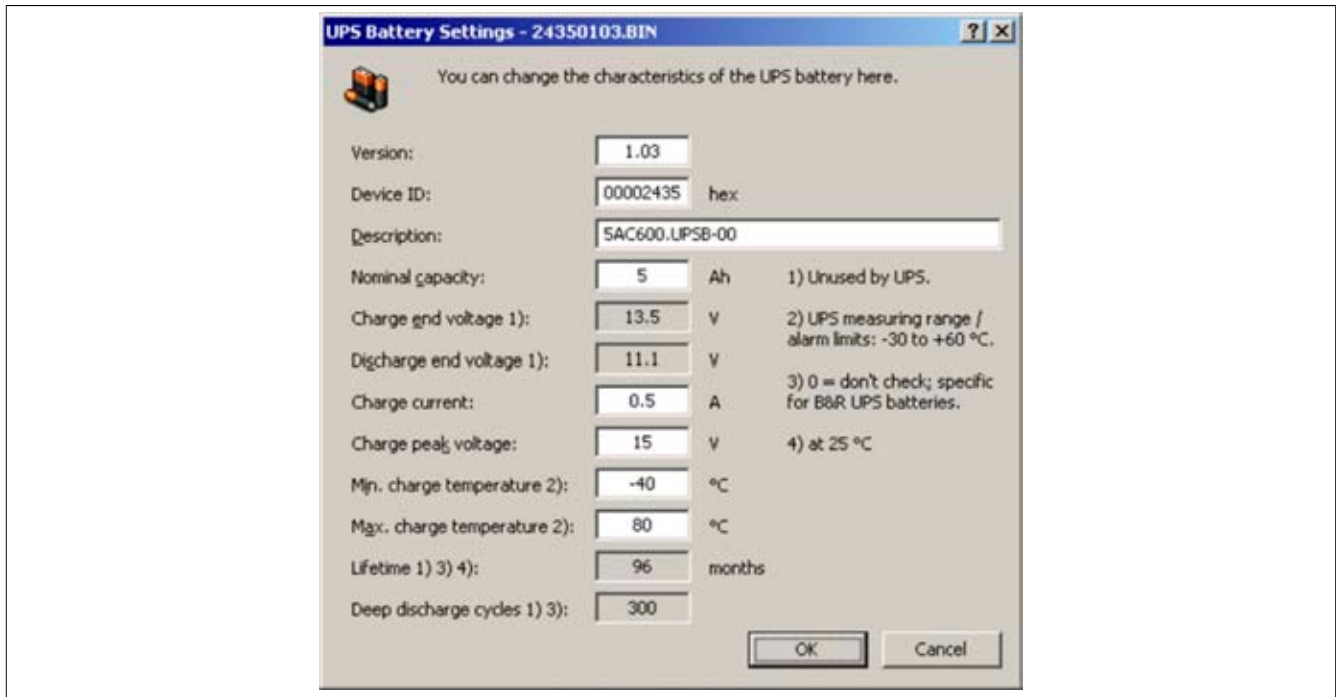 UPS Battery Settings - 24350103.BIN
You can change the characteristics of the UPS battery here.
Version: 1.03
Device ID: 00002435 hex
Description: 5AC600.UPSB-00
Nominal capacity: 5 Ah 1) Unused by UPS.
Charge end voltage 1): 13.5 V 2) UPS measuring range /
alarm limits: -30 to +60 °C.
Discharge end voltage 1): 11.1 V
3) 0 = don't check; specific
Charge current: 0.5 A for B&R UPS batteries.
Charge peak voltage: 15 V 4) at 25 °C
Min. charge temperature 2): -40 °C
Max. charge temperature 2): 80 °C
Lifetime 1) 3) 4): 96 months
Deep discharge cycles 1) 3): 300
OK Cancel